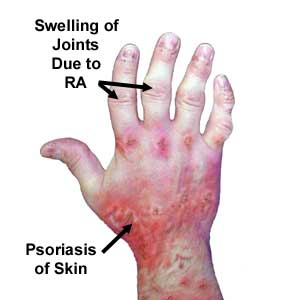 Swelling of
Joints
Due to
RA
Psoriasis
of Skin